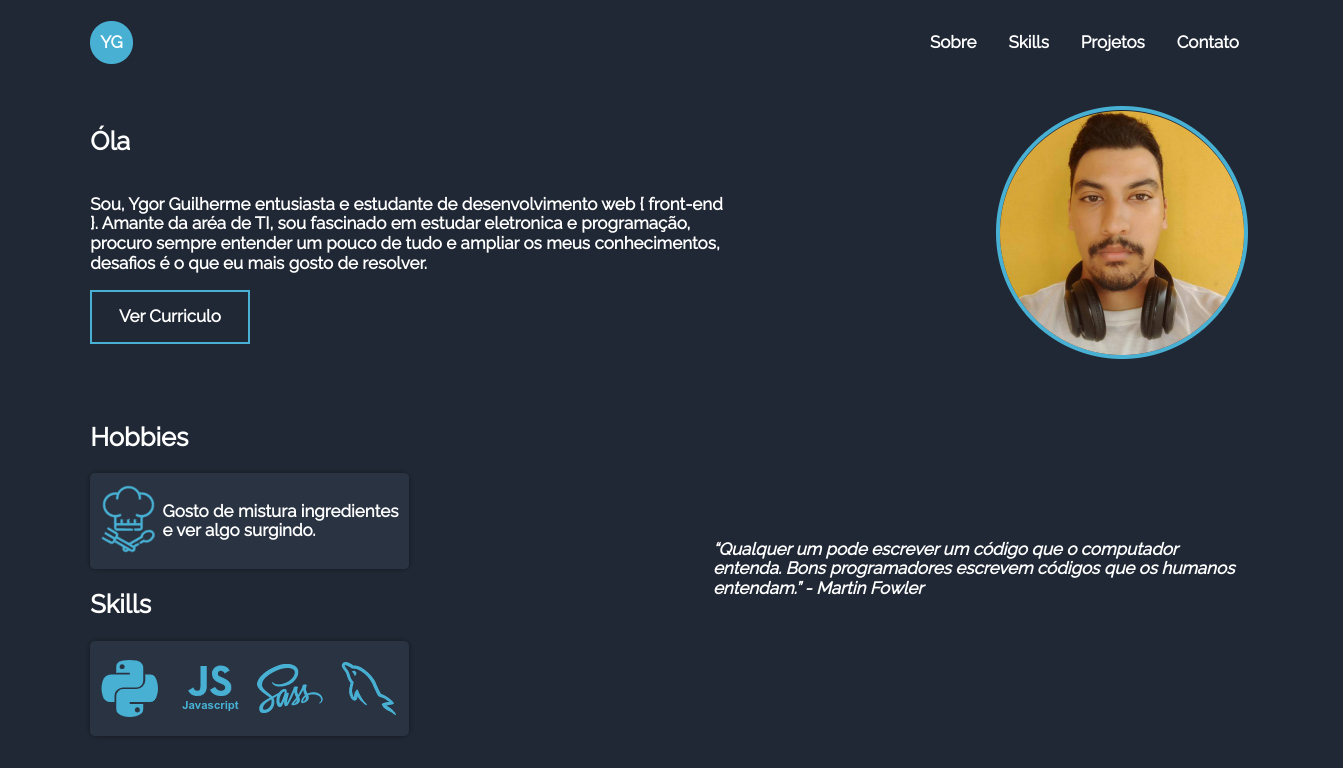 YG
Sobre Skills Projetos Contato
Óla
Sou, Ygor Guilherme entusiasta e estudante de desenvolvimento web { front-end
}. Amante da aréa de TI, sou fascinado em estudar eletronica e programação,
procuro sempre entender um pouco de tudo e ampliar os meus conhecimentos,
desafios é o que eu mais gosto de resolver.
Ver Curriculo
Hobbies
Gosto de mistura ingredientes
e ver algo surgindo.
"Qualquer um pode escrever um código que o computador
entenda. Bons programadores escrevem códigos que os humanos
entendam." - Martin Fowler
Skills
JS
Javascript
Sass